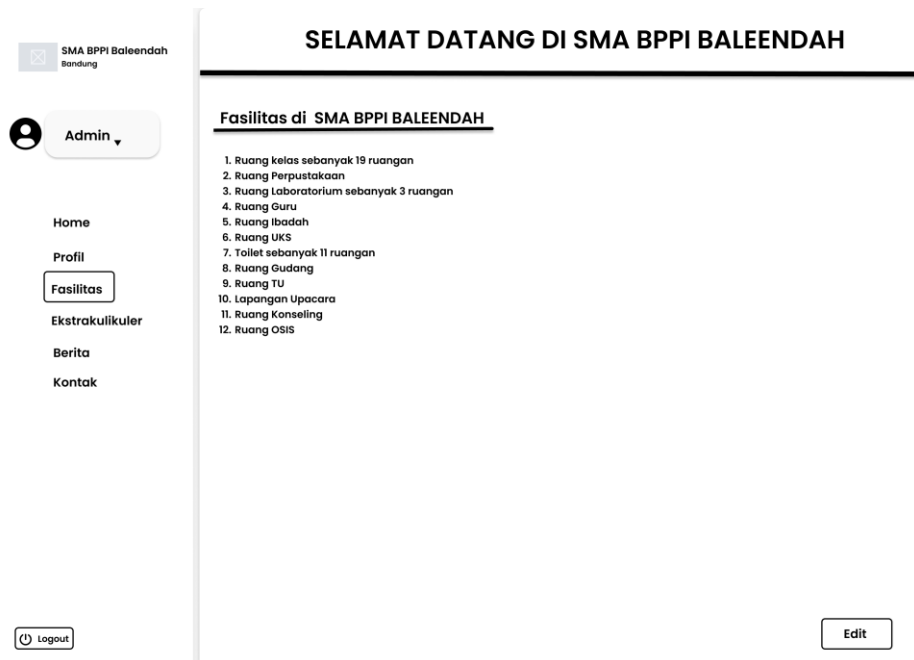 SMA BPPI Baleendah
Bandung
Admin
Home
Profil
Fasilitas
Ekstrakulikuler
Berita
Kontak
Logout
SELAMAT DATANG DI SMA BPPI BALEENDAH
Fasilitas di SMA BPPI BALEENDAH
1. Ruang kelas sebanyak 19 ruangan
2. Ruang Perpustakaan
3. Ruang Laboratorium sebanyak 3 ruangan
4. Ruang Guru
5. Ruang Ibadah
6. Ruang UKS
7. Toilet sebanyak 11 ruangan
8. Ruang Gudang
9. Ruang TU
10. Lapangan Upacara
11. Ruang Konseling
12. Ruang OSIS
Edit